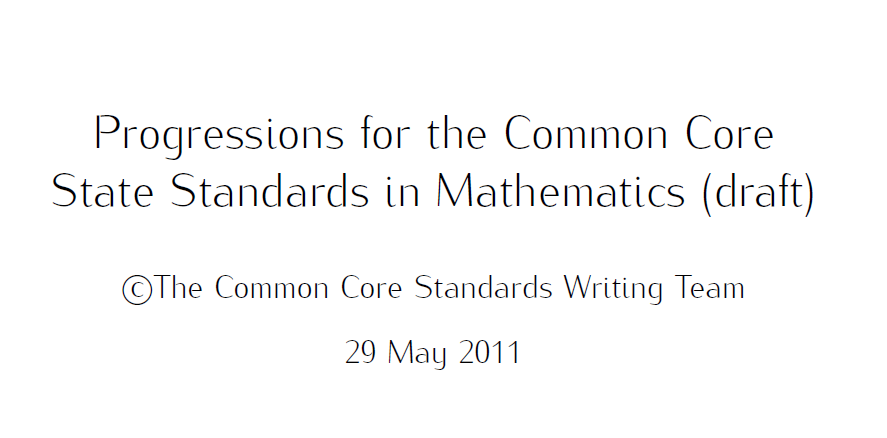 Progressions for the Common Core
State Standards in Mathematics (draft)
©The Common Core Standards Writing Team
29 May 2011